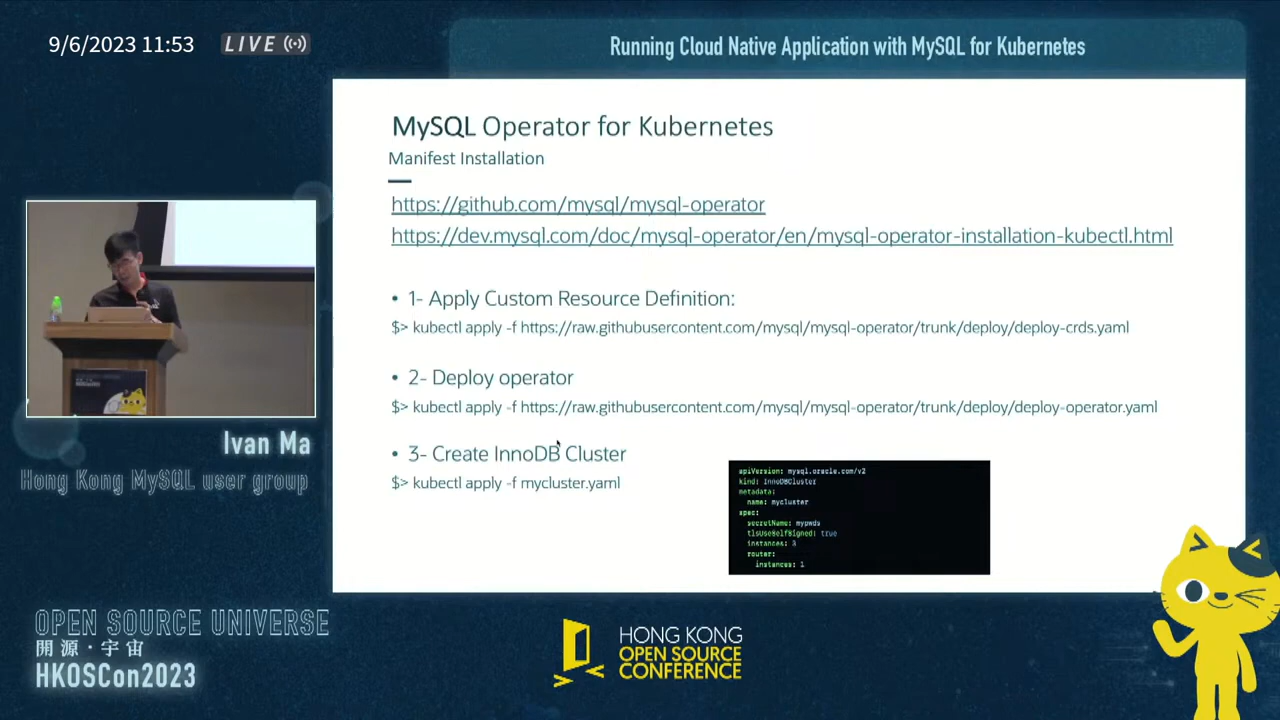 9/6/2023 11:53
LIVE
Running Cloud Native Application with MySQL for Kubernetes
MySQL Operator for Kubernetes
Manifest Installation
https://github.com/mysql/mysql-operator
https://dev.mysql.com/doc/mysql-operator/en/mysql-operator-installation-kubectl.html
• 1- Apply Custom Resource Definition:
$> kubectl apply -f https://raw.githubusercontent.com/mysql/mysql-operator/trunk/deploy/deploy-crds.yaml
• 2- Deploy operator
$> kubectl apply -f https://raw.githubusercontent.com/mysql/mysql-operator/trunk/deploy/deploy-operator.yaml
• 3- Create InnoDB Cluster
$> kubectl apply -f mycluster.yaml
apiVersion: mysql.oracle.com/v2
kind: InnoDBCluster
metadata:
name: mycluster
spec:
secretName: mypwds
tlsUseSelfSigned: true
instances: 3
router:
instances: 1
Ivan Ma
Hong Kong MySQL user group
OPEN SOURCE UNIVERSE
開源·宇宙
HKOSCon2023
HONG KONG
OPEN SOURCE
CONFERENCE